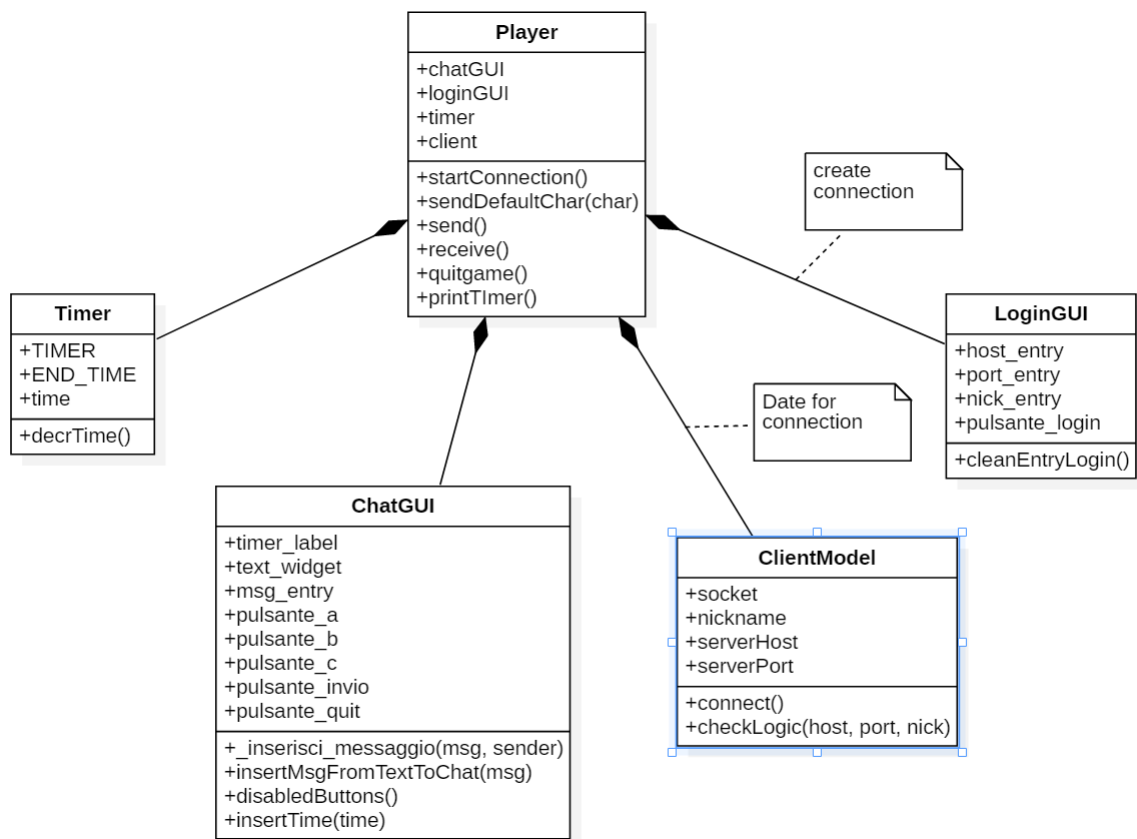 Player
+chatGUI
+loginGUI
+timer
+client
+startConnection()
+sendDefaultChar(char)
+send()
+receive()
+quitgame()
+printTImer()
create
connection
Timer
+TIMER
+END_TIME
+time
+decrTime()
LoginGUI
+host_entry
+port_entry
+nick_entry
+pulsante_login
+cleanEntryLogin()
Date for
connection
ChatGUI
+timer_label
+text_widget
+msg_entry
+pulsante_a
+pulsante_b
+pulsante_c
+pulsante_invio
+pulsante_quit
+_inserisci_messaggio(msg, sender)
+insertMsgFromTextToChat(msg)
+disabledButtons()
+insertTime(time)
ClientModel
+socket
+nickname
+serverHost
+serverPort
+connect()
+checkLogic(host, port, nick)